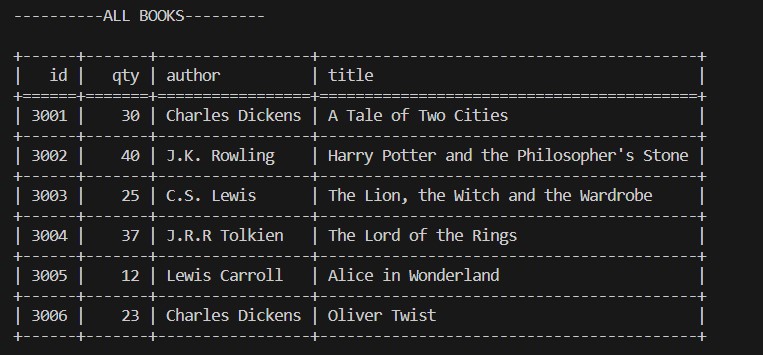 ----------ALL BOOKS---------
+------+-------+-----------------+------------------------------------------+
|   id |   qty | author          | title                                    |
+======+=======+=================+==========================================+
| 3001 |    30 | Charles Dickens | A Tale of Two Cities                     |
+------+-------+-----------------+------------------------------------------+
| 3002 |    40 | J.K. Rowling    | Harry Potter and the Philosopher's Stone |
+------+-------+-----------------+------------------------------------------+
| 3003 |    25 | C.S. Lewis      | The Lion, the Witch and the Wardrobe     |
+------+-------+-----------------+------------------------------------------+
| 3004 |    37 | J.R.R Tolkien   | The Lord of the Rings                    |
+------+-------+-----------------+------------------------------------------+
| 3005 |    12 | Lewis Carroll   | Alice in Wonderland                      |
+------+-------+-----------------+------------------------------------------+
| 3006 |    23 | Charles Dickens | Oliver Twist                             |
+------+-------+-----------------+------------------------------------------+